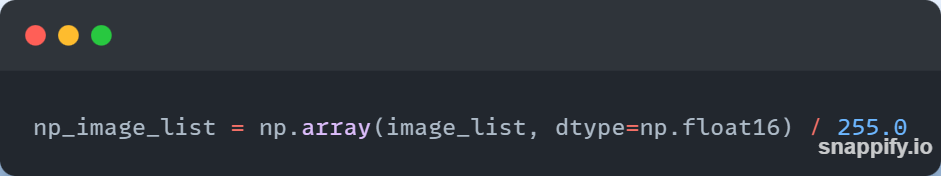 np_image_list = np.array(image_list, dtype=np.float16) / 255.0
snappify.io